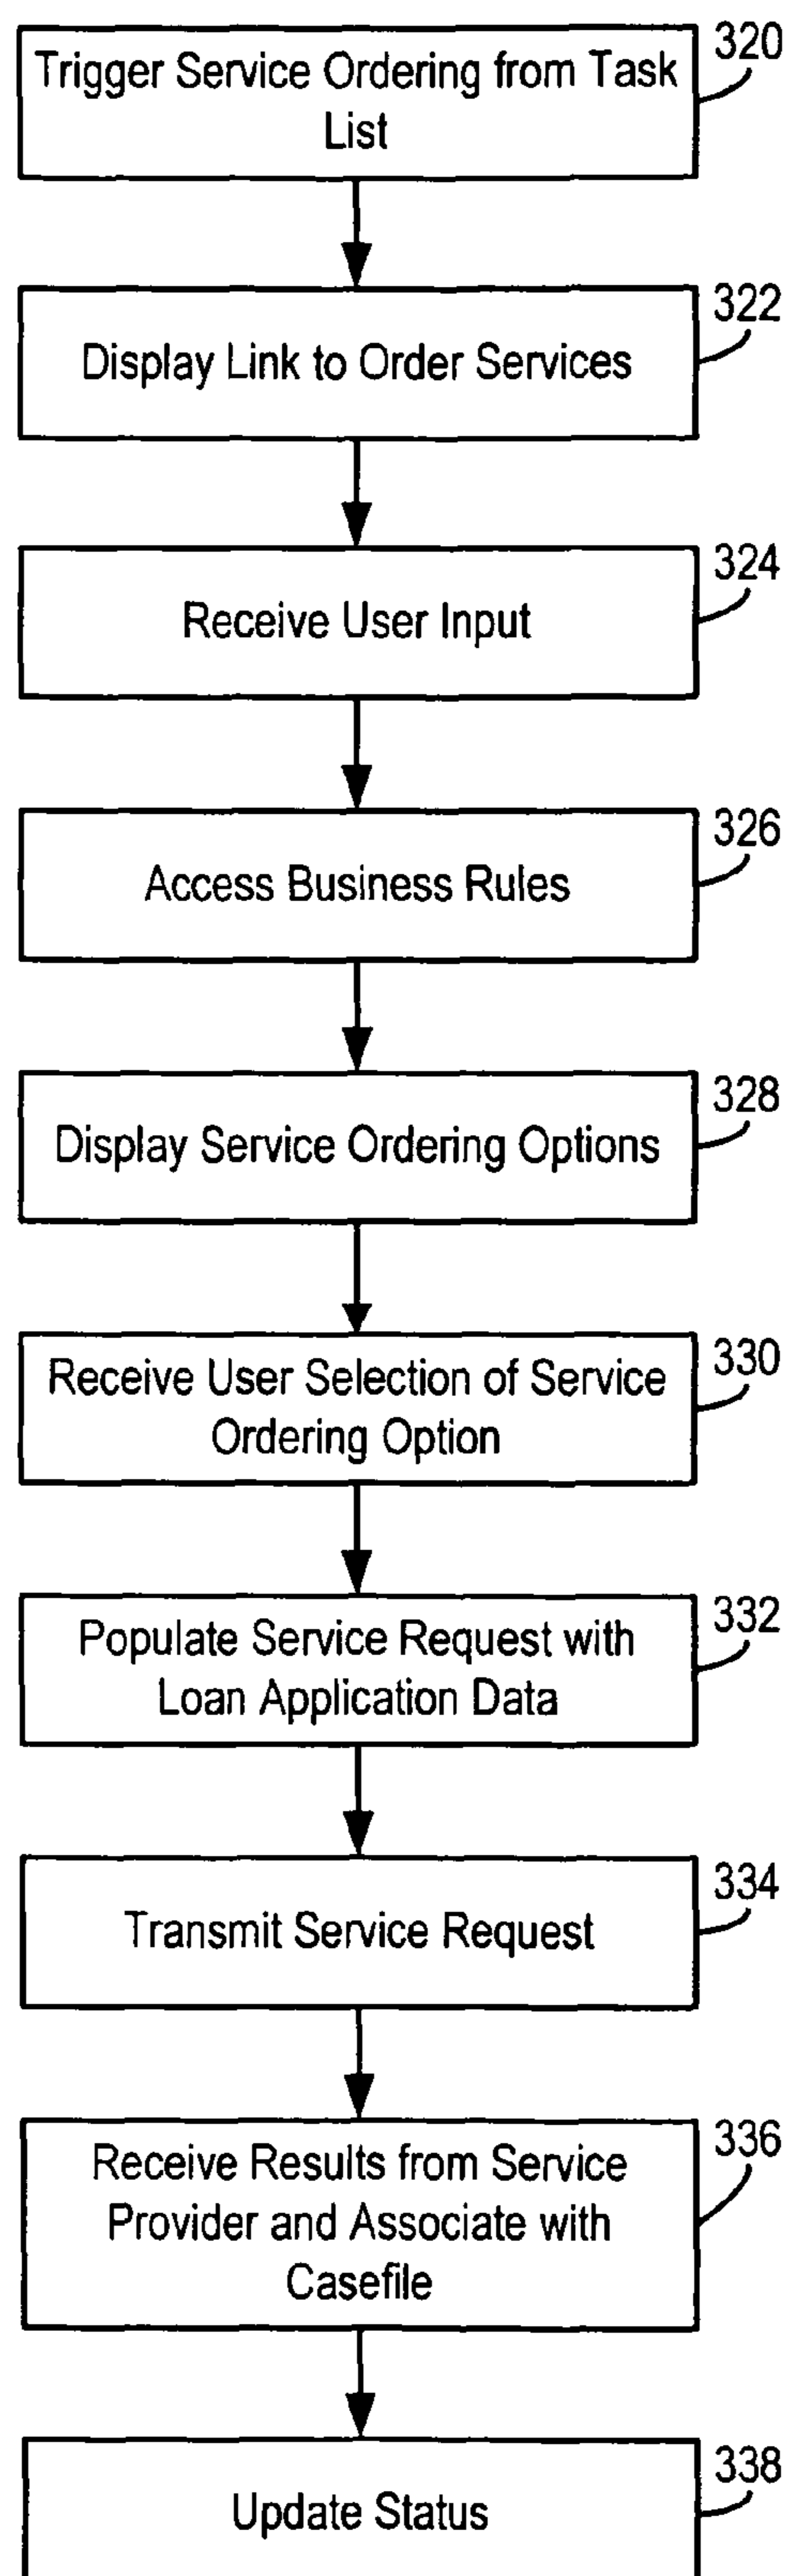 320
Trigger Service Ordering from Task
List
322
Display Link to Order Services
324
Receive User Input
326
Access Business Rules
328
Display Service Ordering Options
330
Receive User Selection of Service
Ordering Option
332
Populate Service Request with
Loan Application Data
334
Transmit Service Request
336
Receive Results from Service
Provider and Associate with
Casefile
338
Update Status